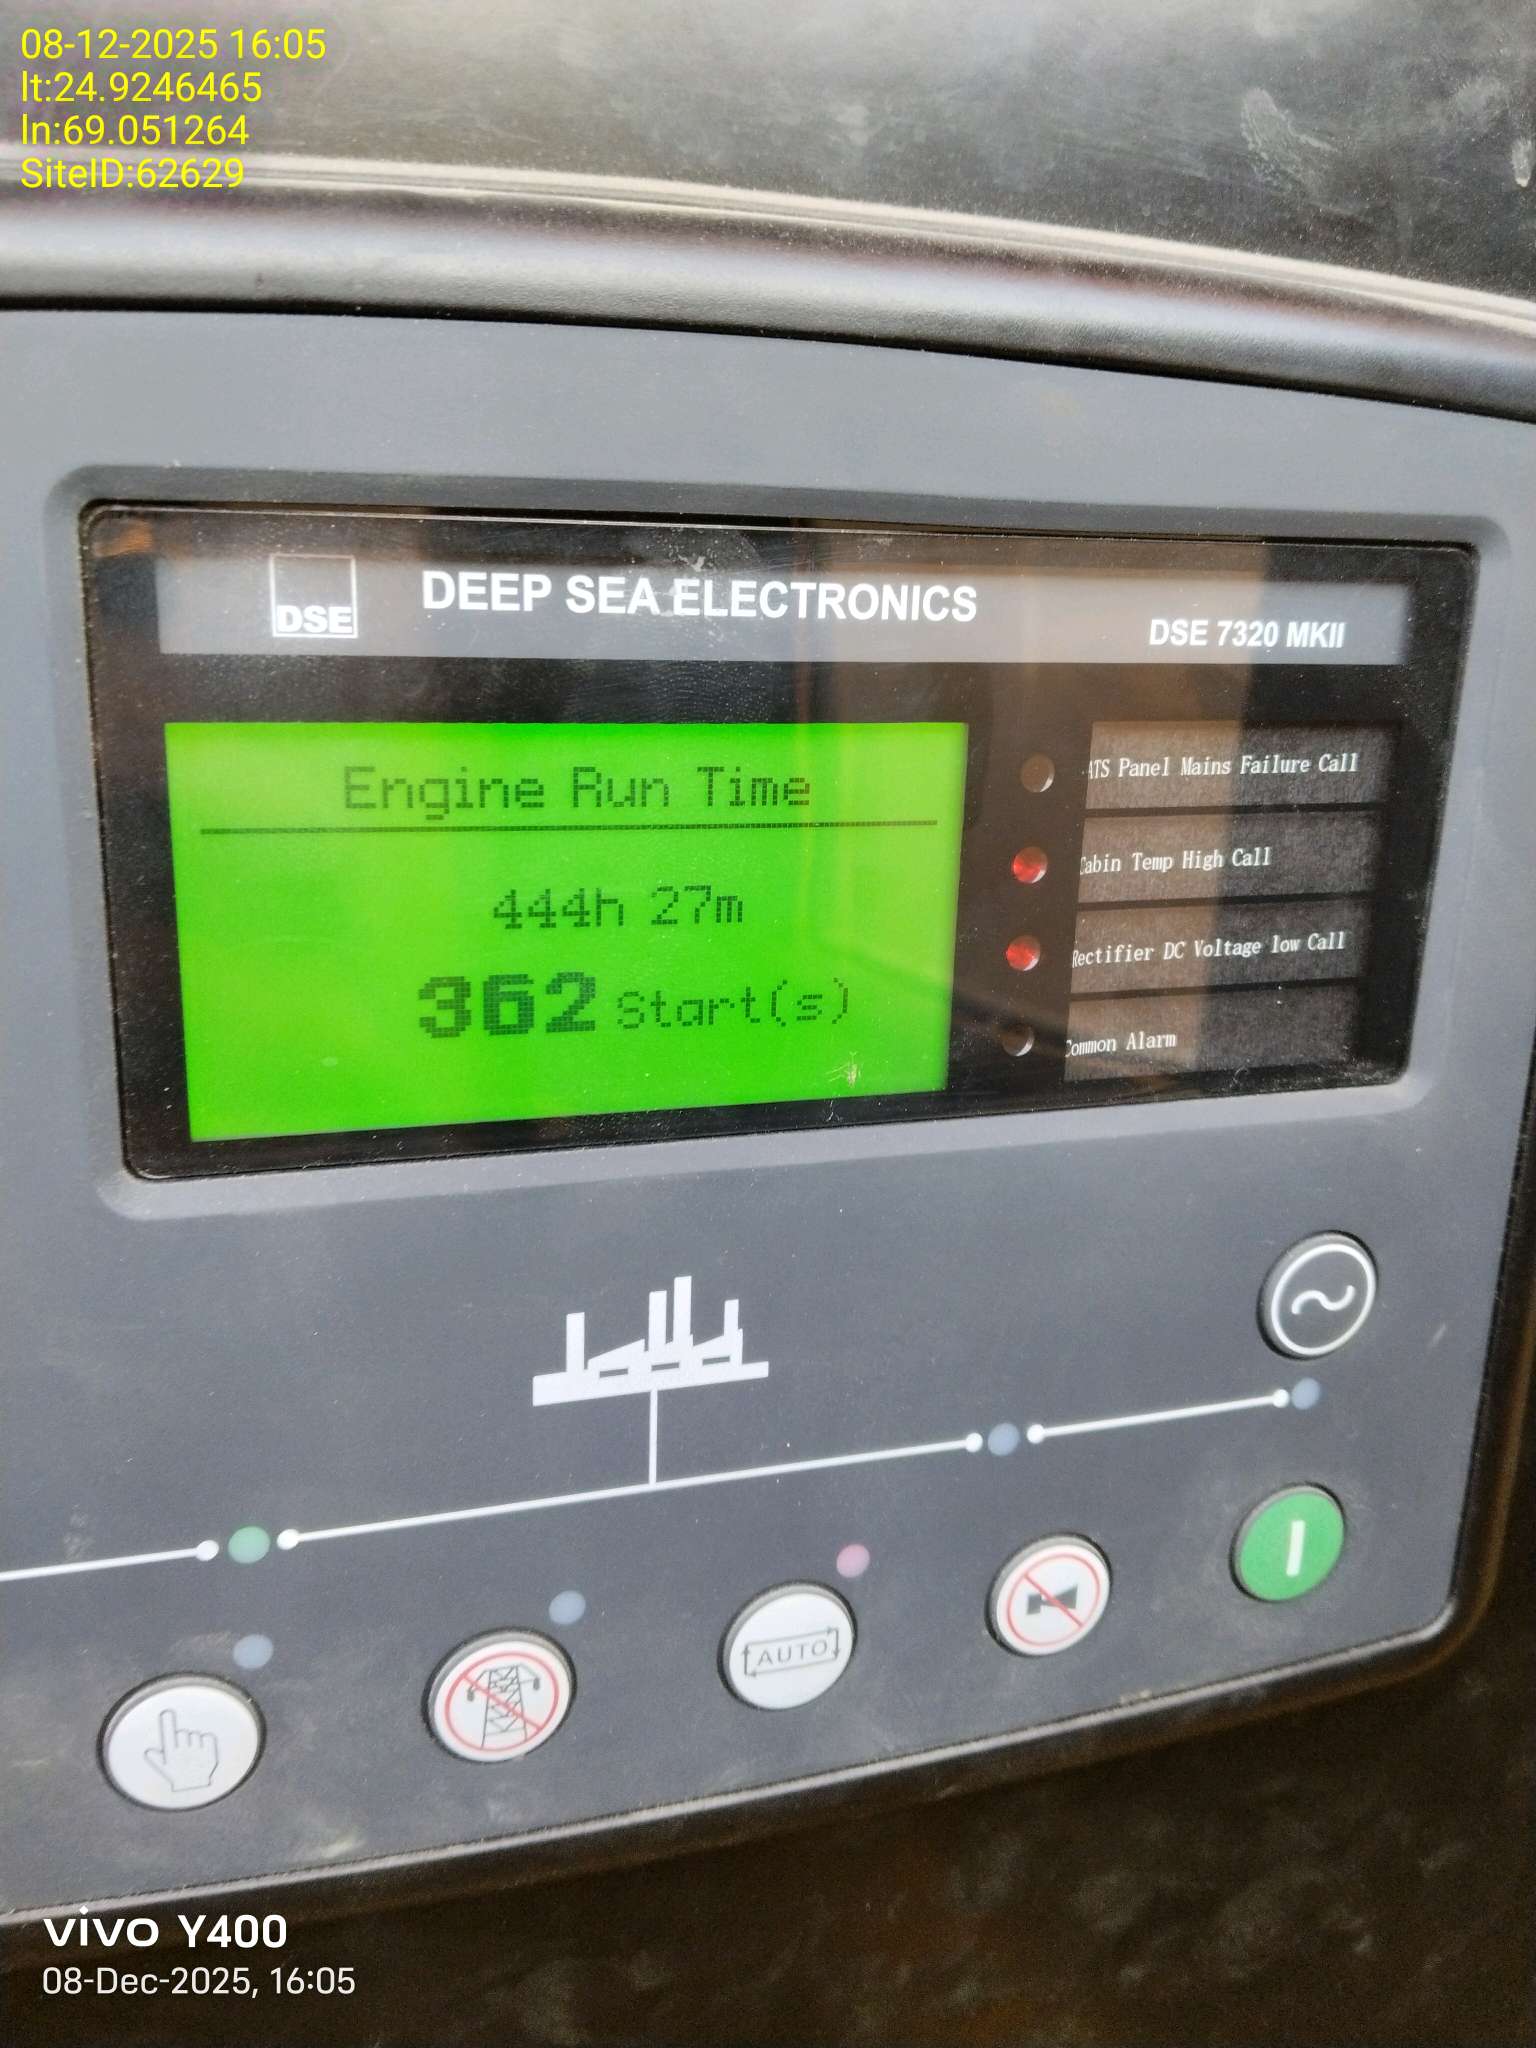 08-12-2025 16:05
lt:24.9246465
ln:69.051264
SiteID:62629
DSE
DEEP SEA ELECTRONICS
DSE 7320 MKII
Engine Run Time
444h 27m
362 Start(s)
ATS Panel Mains Failure Call
Cabin Temp High Call
Rectifier DC Voltage low Call
Common Alarm
AUTO
vivo Y400
08-Dec-2025, 16:05